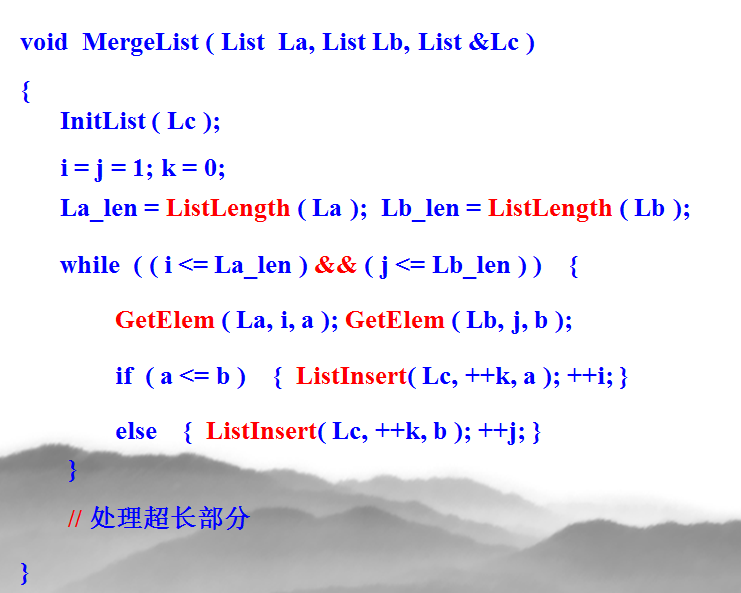 void MergeList ( List La, List Lb, List &Lc )
{
InitList ( Lc );
i = j = 1; k = 0;
La_len = ListLength ( La ); Lb_len = ListLength ( Lb );
while ( ( i <= La_len ) && ( j <= Lb_len ) ) {
GetElem ( La, i, a ); GetElem ( Lb, j, b );
if ( a <= b ) { ListInsert( Lc, ++k, a ); ++i; }
else { ListInsert( Lc, ++k, b ); ++j; }
}
// 处理超长部分
}